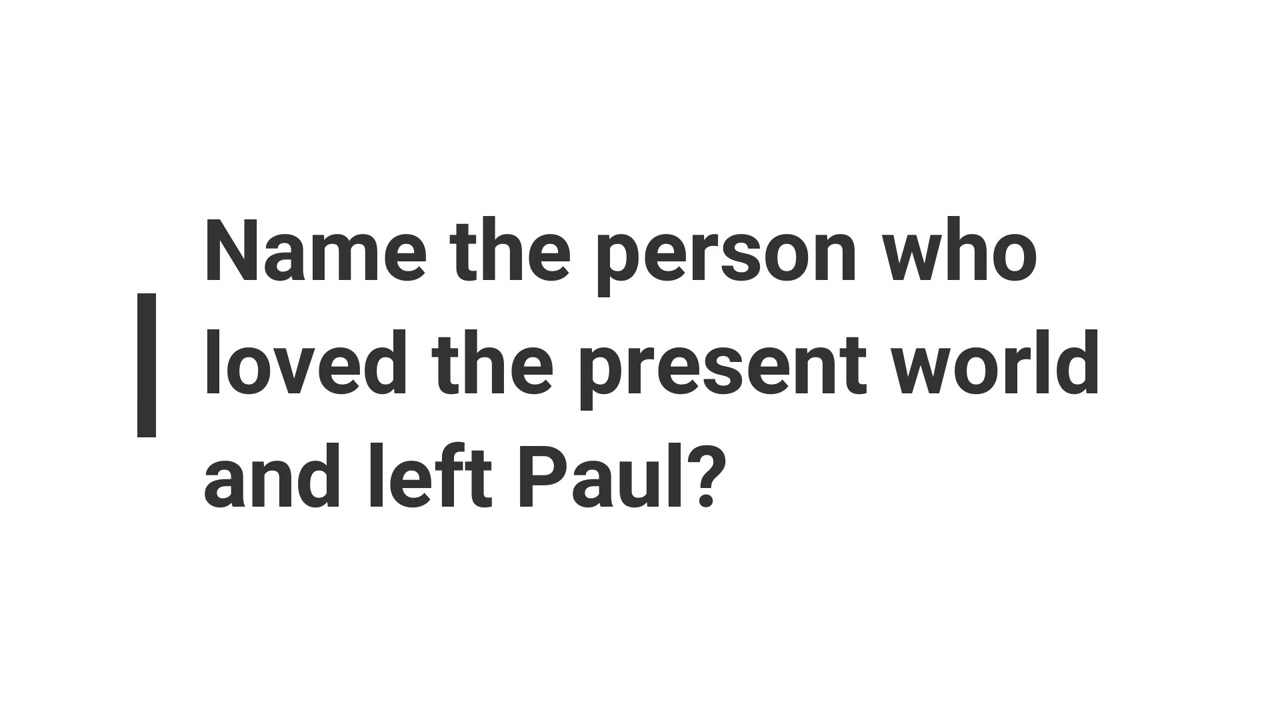 Name the person who
loved the present world
and left Paul?